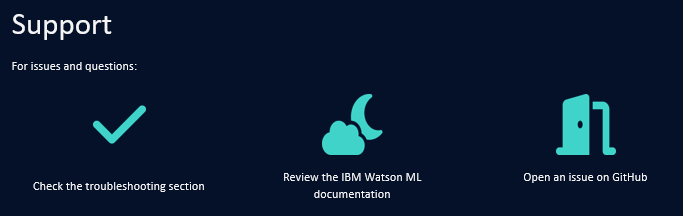 Support
For issues and questions:
Check the troubleshooting section
Review the IBM Watson ML
documentation
Open an issue on GitHub